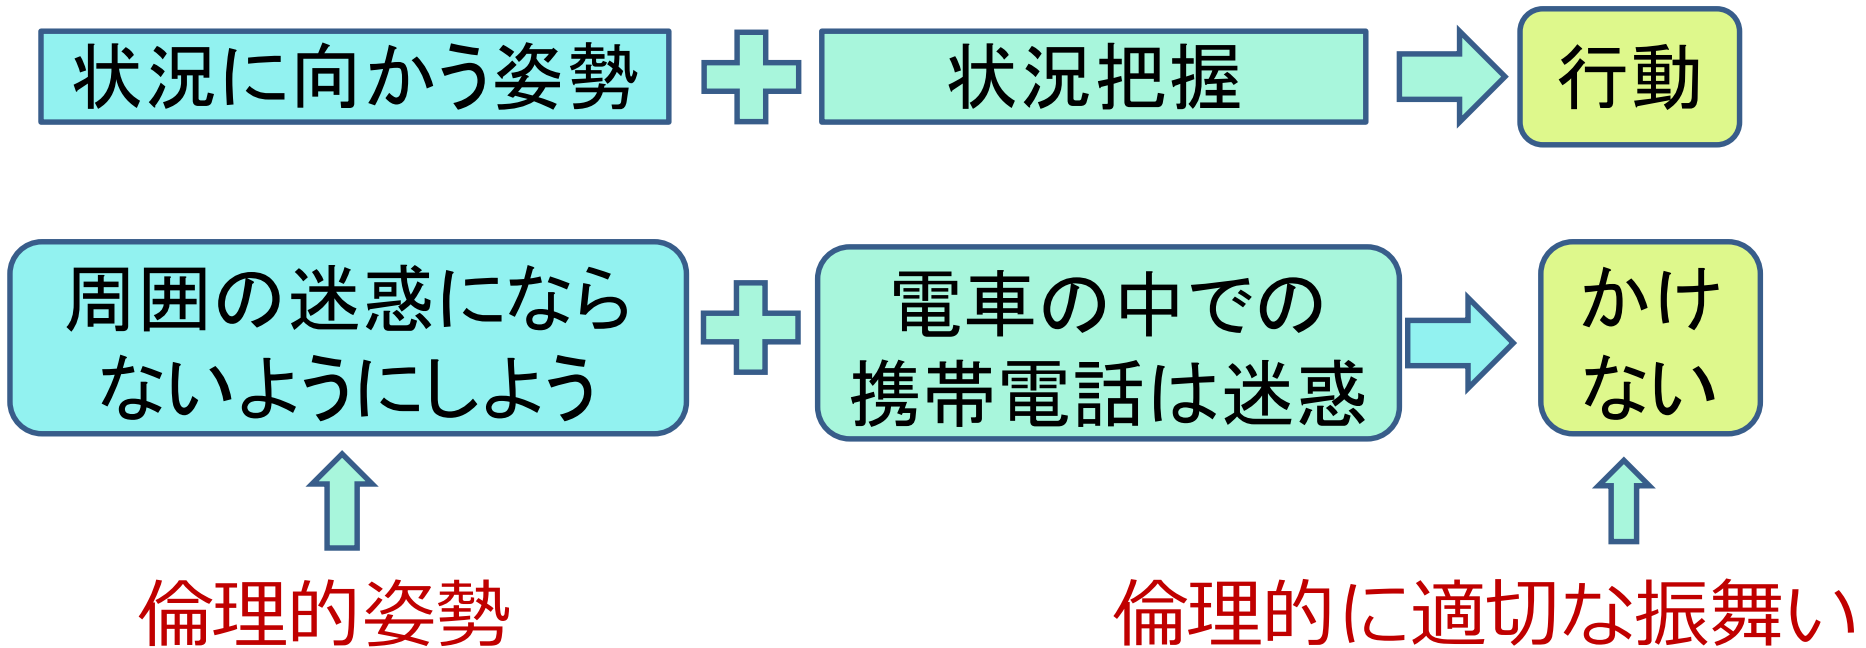 状況に向かう姿勢
状況把握
行動
周囲の迷惑になら
ないようにしよう
電車の中での
携帯電話は迷惑
かけ
ない
倫理的姿勢
倫理的に適切な振舞い